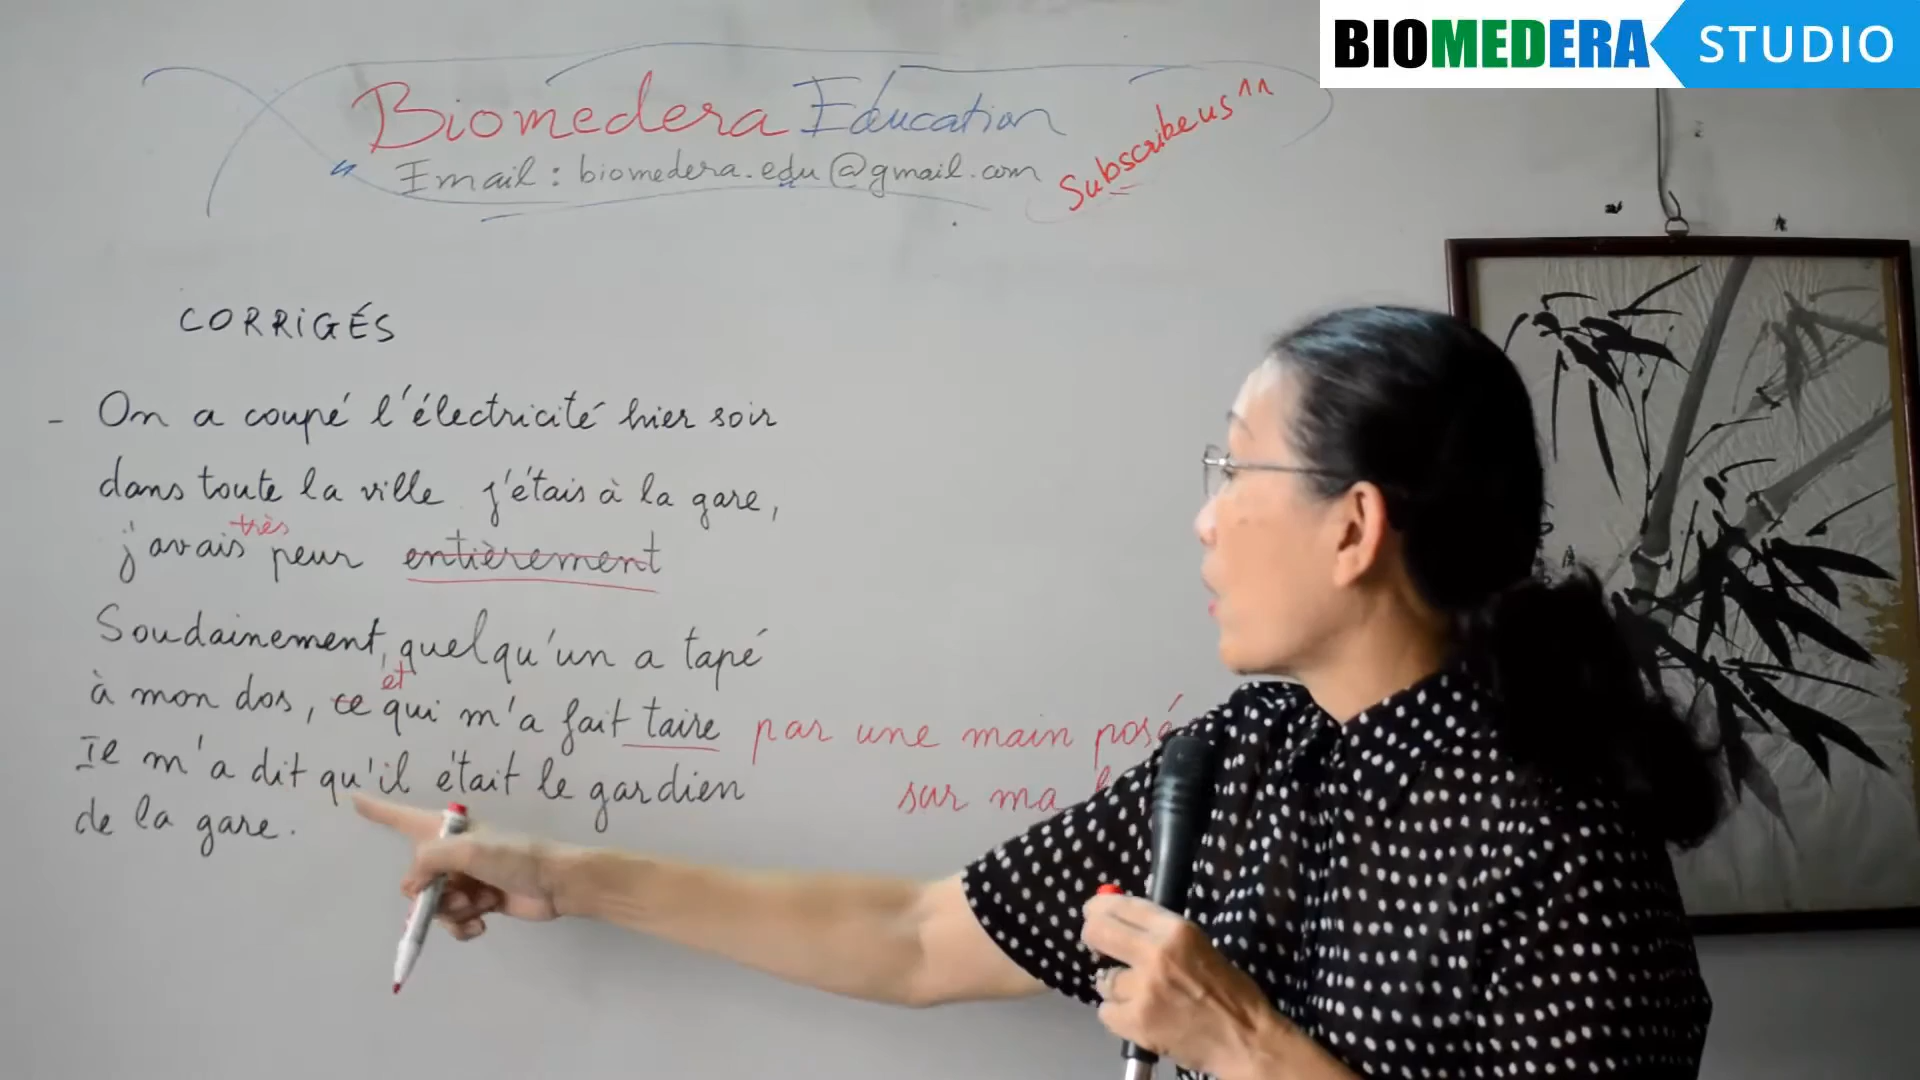 BIOMEDERA STUDIO
Biomedera Education
Email: biomedera.edu@gmail.com
Subscribe us ^^
CORRIGÉS
- On a coupé l'électricité hier soir
dans toute la ville j'étais à la gare,
très
j'avais peur entièrement
Soudainement, quelqu'un a tapé
et
à mon dos, ce qui m'a fait taire par une main posé
Il m'a dit qu'il était le gardien sur ma
de la gare.